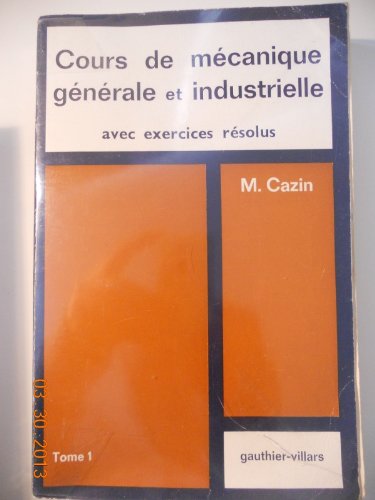 Cours de mécanique
générale et industrielle
avec exercices résolus
M. Cazin
Tome 1
gauthier-villars
03 30 2013